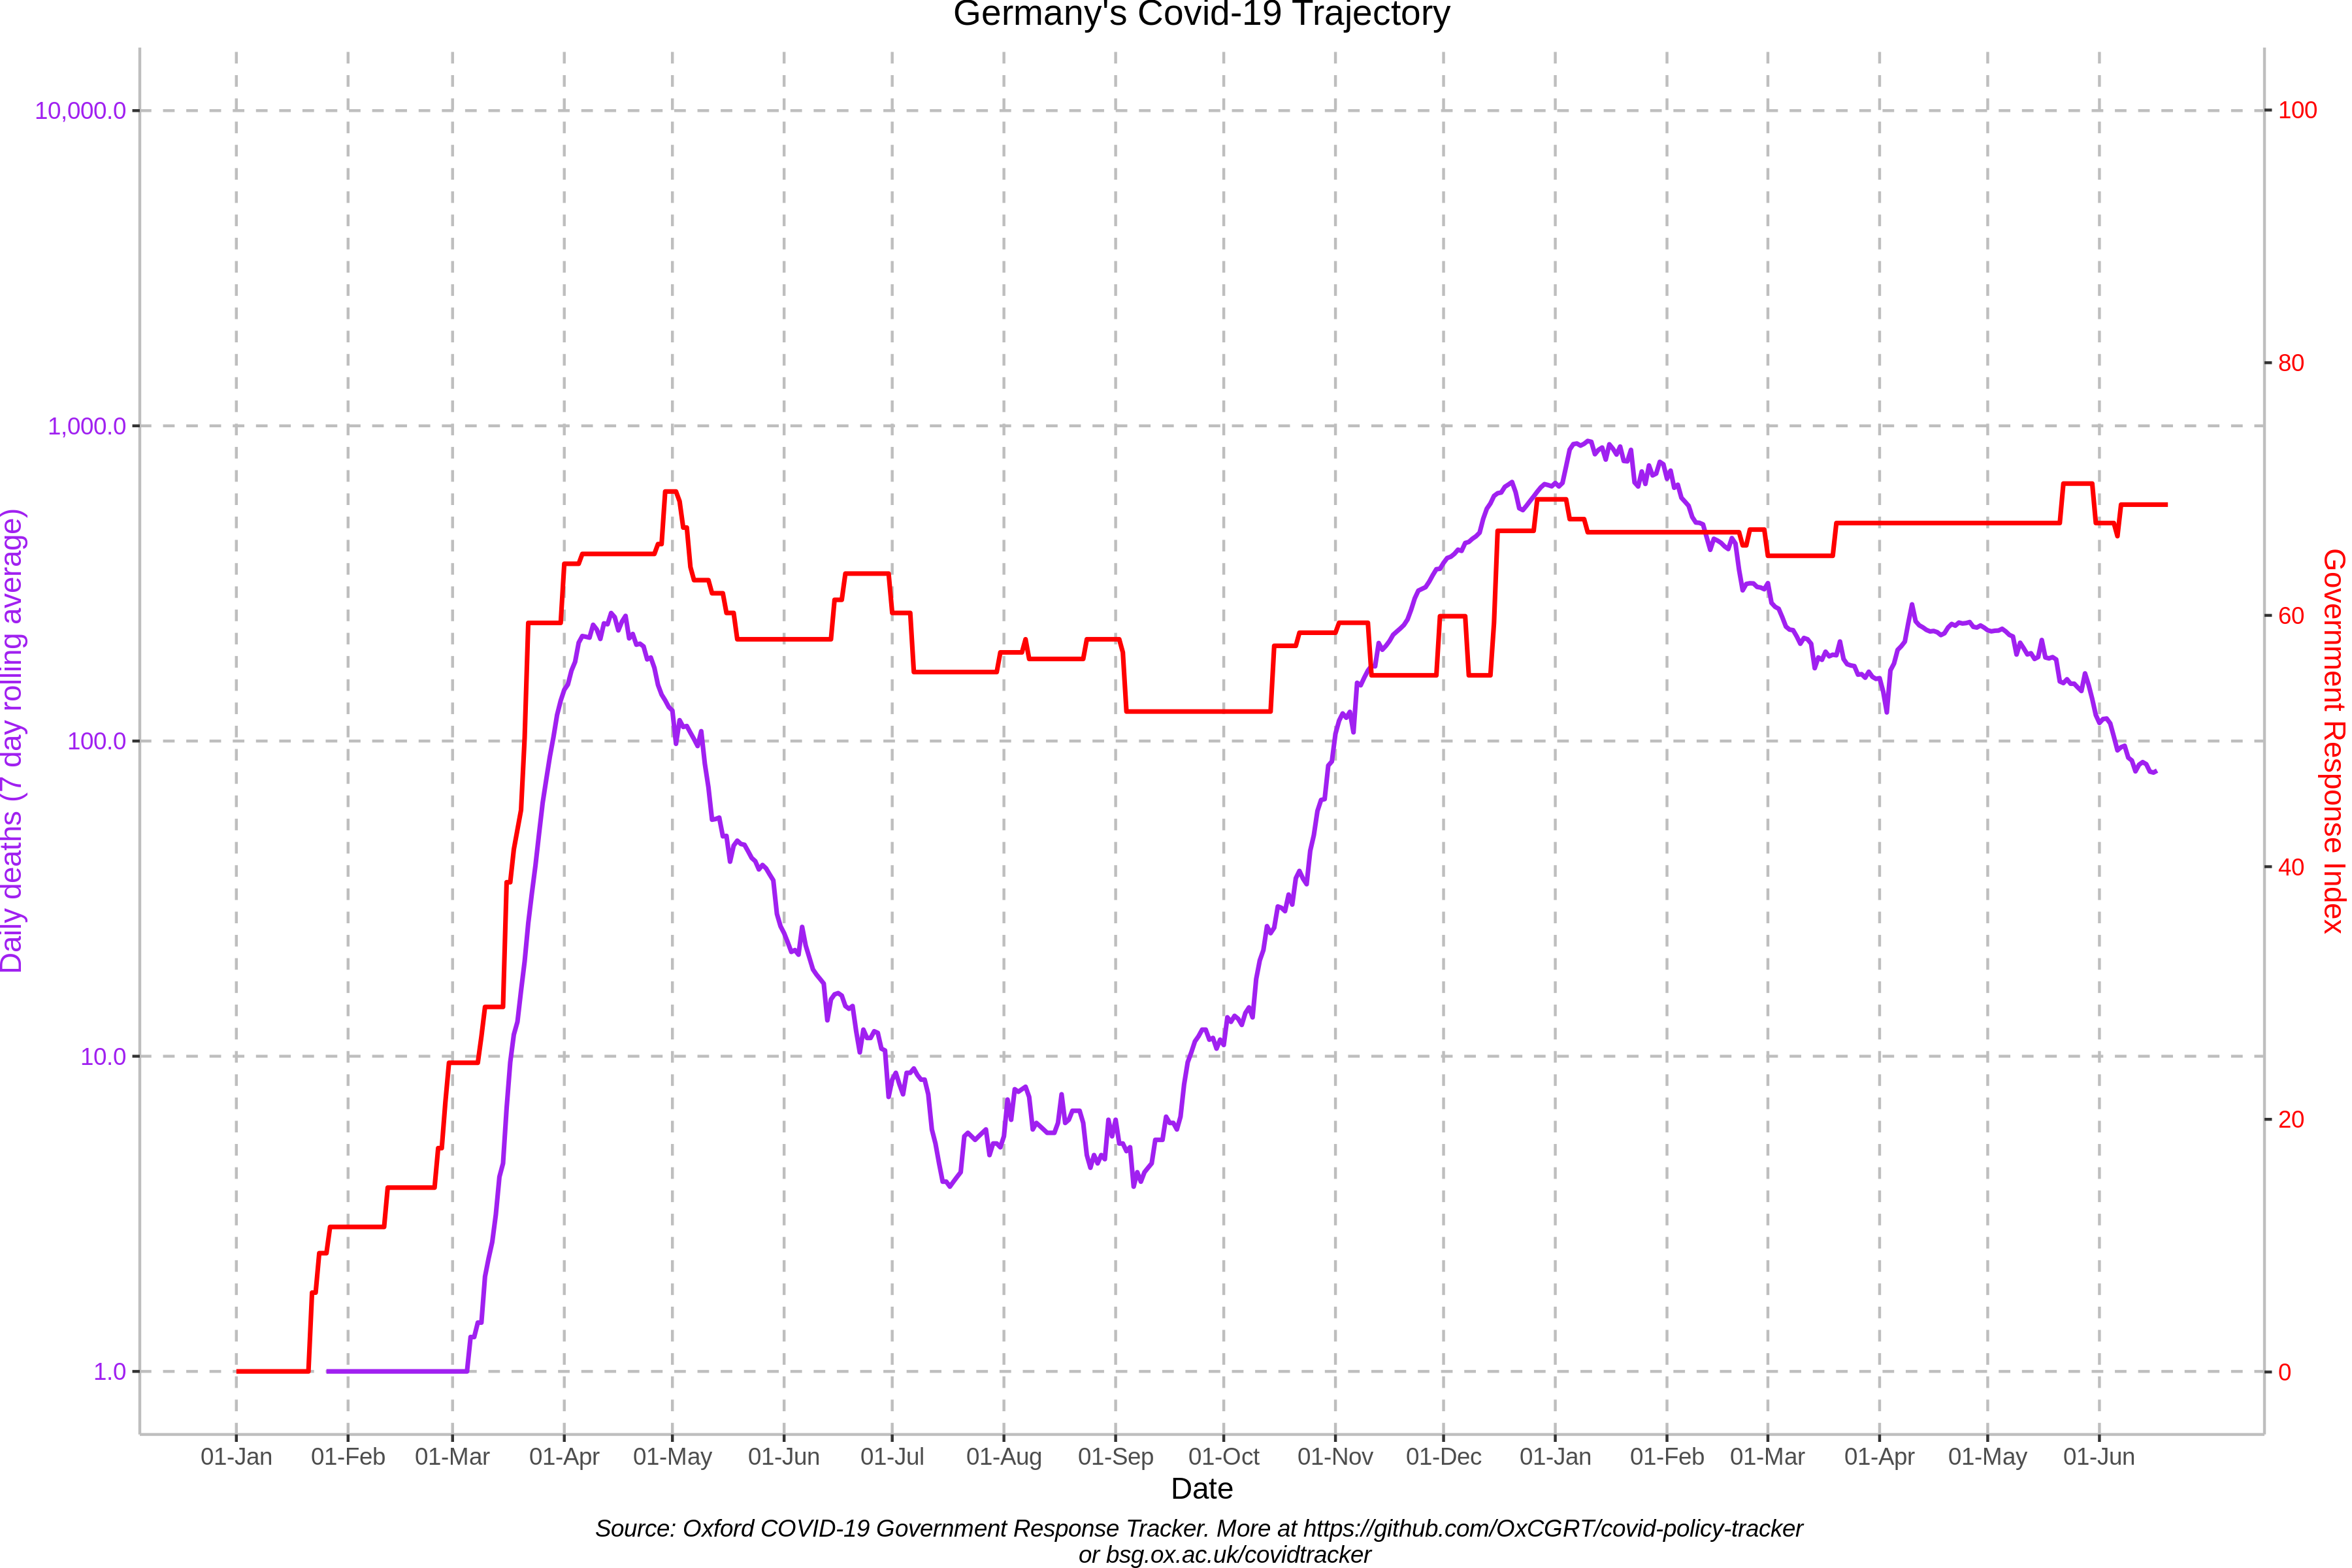 Germany's Covid-19 Trajectory
10,000.0
1,000.0
100.0
10.0
1.0
Daily deaths (7 day rolling average)
100
80
60
40
20
0
Government Response Index
01-Jan 01-Feb 01-Mar 01-Apr 01-May 01-Jun 01-Jul 01-Aug 01-Sep 01-Oct 01-Nov 01-Dec 01-Jan 01-Feb 01-Mar 01-Apr 01-May 01-Jun
Date
Source: Oxford COVID-19 Government Response Tracker. More at https://github.com/OxCGRT/covid-policy-tracker
or bsg.ox.ac.uk/covidtracker